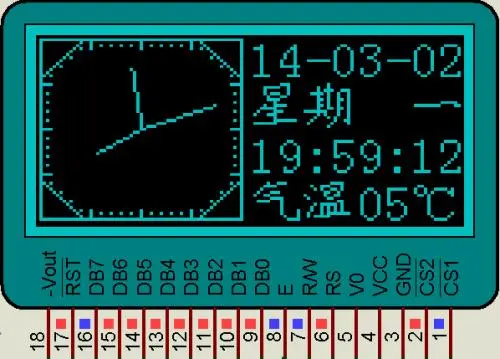 14-03-02
星期 一
19:59:12
气温05℃
-Vout
RST
DB7
DB6
DB5
DB4
DB3
DB2
DB1
DB0
E
R/W
RS
V0
VCC
GND
CS2
CS1
18 17 16 15 14 13 12 11 10 9 8 7 6 5 4 3 2 1